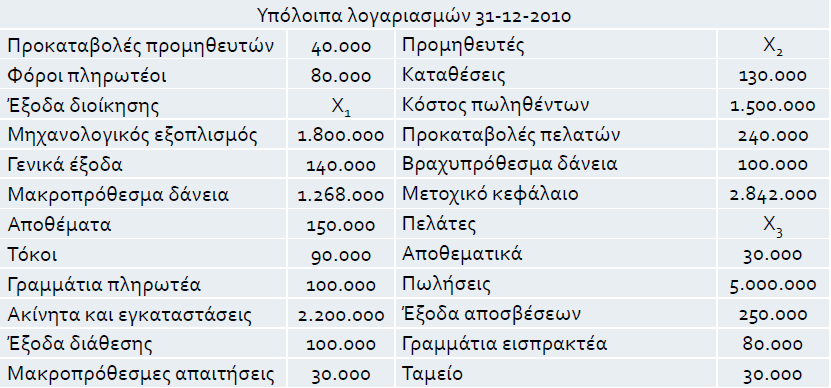 Υπόλοιπα λογαριασμών 31-12-2010
Προκαταβολές προμηθευτών 40.000 Προμηθευτές X2
Φόροι πληρωτέοι 80.000 Καταθέσεις 130.000
Έξοδα διοίκησης X1 Κόστος πωληθέντων 1.500.000
Μηχανολογικός εξοπλισμός 1.800.000 Προκαταβολές πελατών 240.000
Γενικά έξοδα 140.000 Βραχυπρόθεσμα δάνεια 100.000
Μακροπρόθεσμα δάνεια 1.268.000 Μετοχικό κεφάλαιο 2.842.000
Αποθέματα 150.000 Πελάτες X3
Τόκοι 90.000 Αποθεματικά 30.000
Γραμμάτια πληρωτέα 100.000 Πωλήσεις 5.000.000
Ακίνητα και εγκαταστάσεις 2.200.000 Έξοδα αποσβέσεων 250.000
Έξοδα διάθεσης 100.000 Γραμμάτια εισπρακτέα 80.000
Μακροπρόθεσμες απαιτήσεις 30.000 Ταμείο 30.000